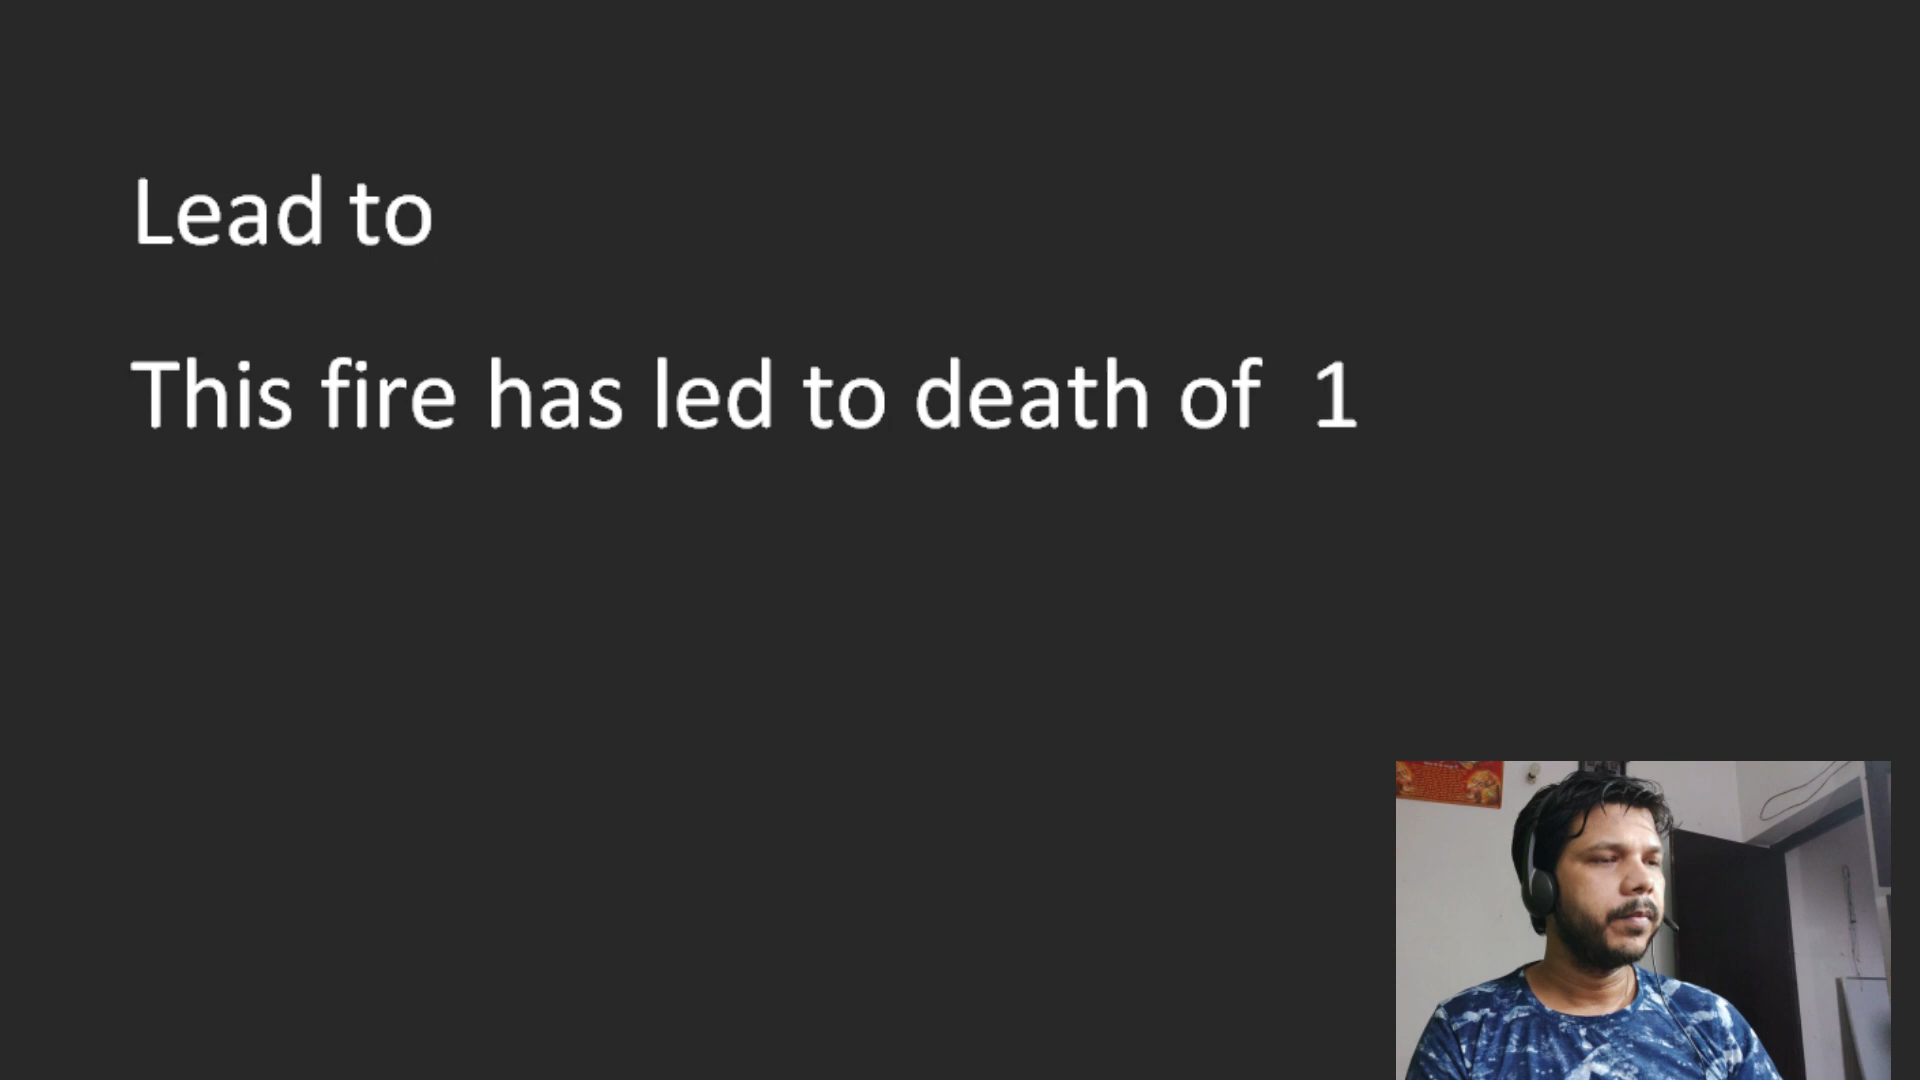 Lead to
This fire has led to death of  1